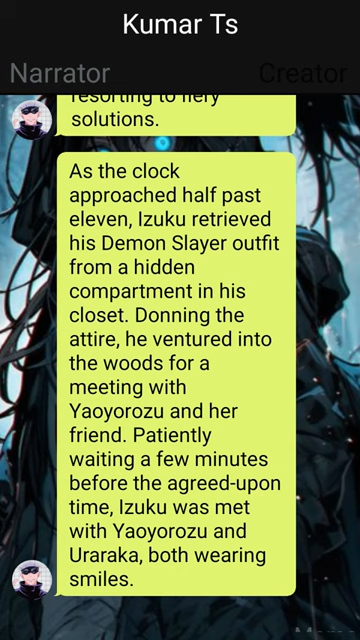 Kumar Ts
Narrator
Creator
resorting to fiery
solutions.
As the clock
approached half past
eleven, Izuku retrieved
his Demon Slayer outfit
from a hidden
compartment in his
closet. Donning the
attire, he ventured into
the woods for a
meeting with
Yaoyorozu and her
friend. Patiently
waiting a few minutes
before the agreed-upon
time, Izuku was met
with Yaoyorozu and
Uraraka, both wearing
smiles.